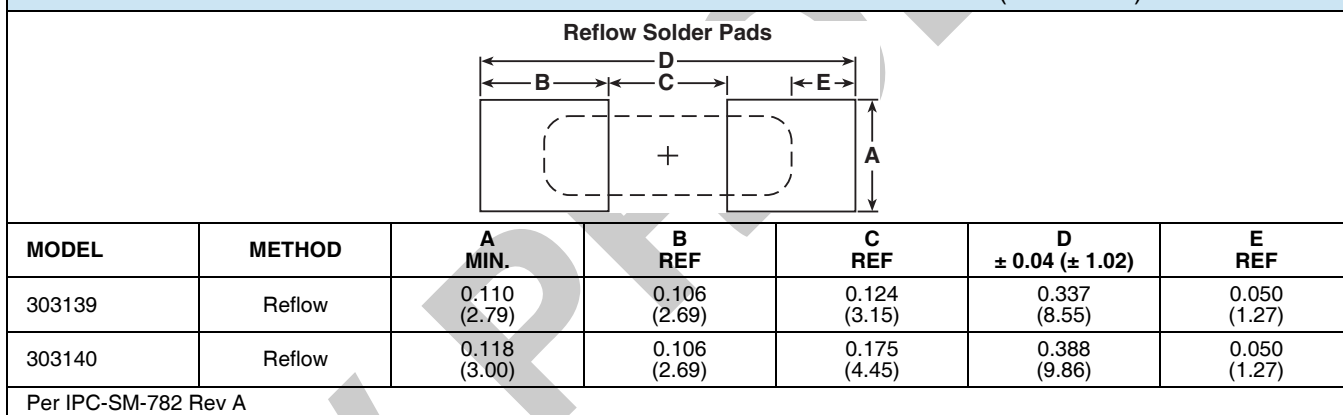 Reflow Solder Pads
D
B C E
A
MODEL METHOD A MIN. B REF C REF D ± 0.04 (± 1.02) E REF
303139 Reflow 0.110 (2.79) 0.106 (2.69) 0.124 (3.15) 0.337 (8.55) 0.050 (1.27)
303140 Reflow 0.118 (3.00) 0.106 (2.69) 0.175 (4.45) 0.388 (9.86) 0.050 (1.27)
Per IPC-SM-782 Rev A